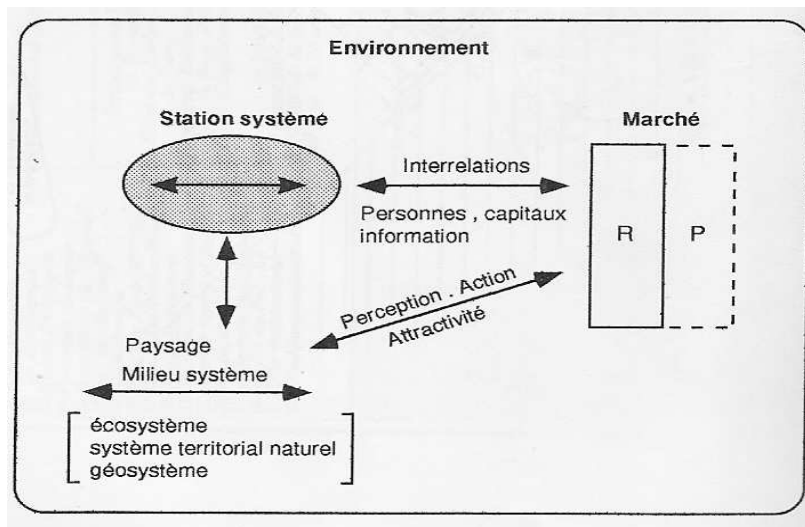 Environnement
Station système
Marché
Interrelations
Personnes , capitaux
information
R
P
Perception . Action
Attractivité
Paysage
Milieu système
écosystème
système territorial naturel
géosystème